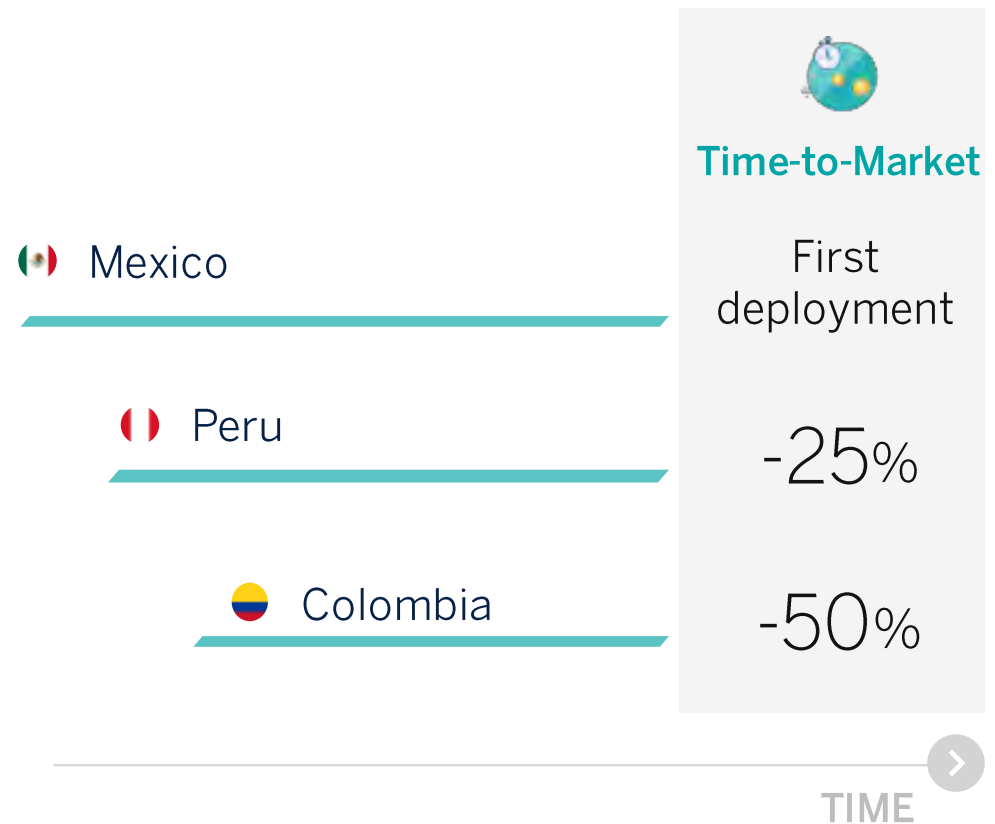 Time-to-Market
Mexico
First
deployment
Peru
-25%
Colombia
-50%
TIME